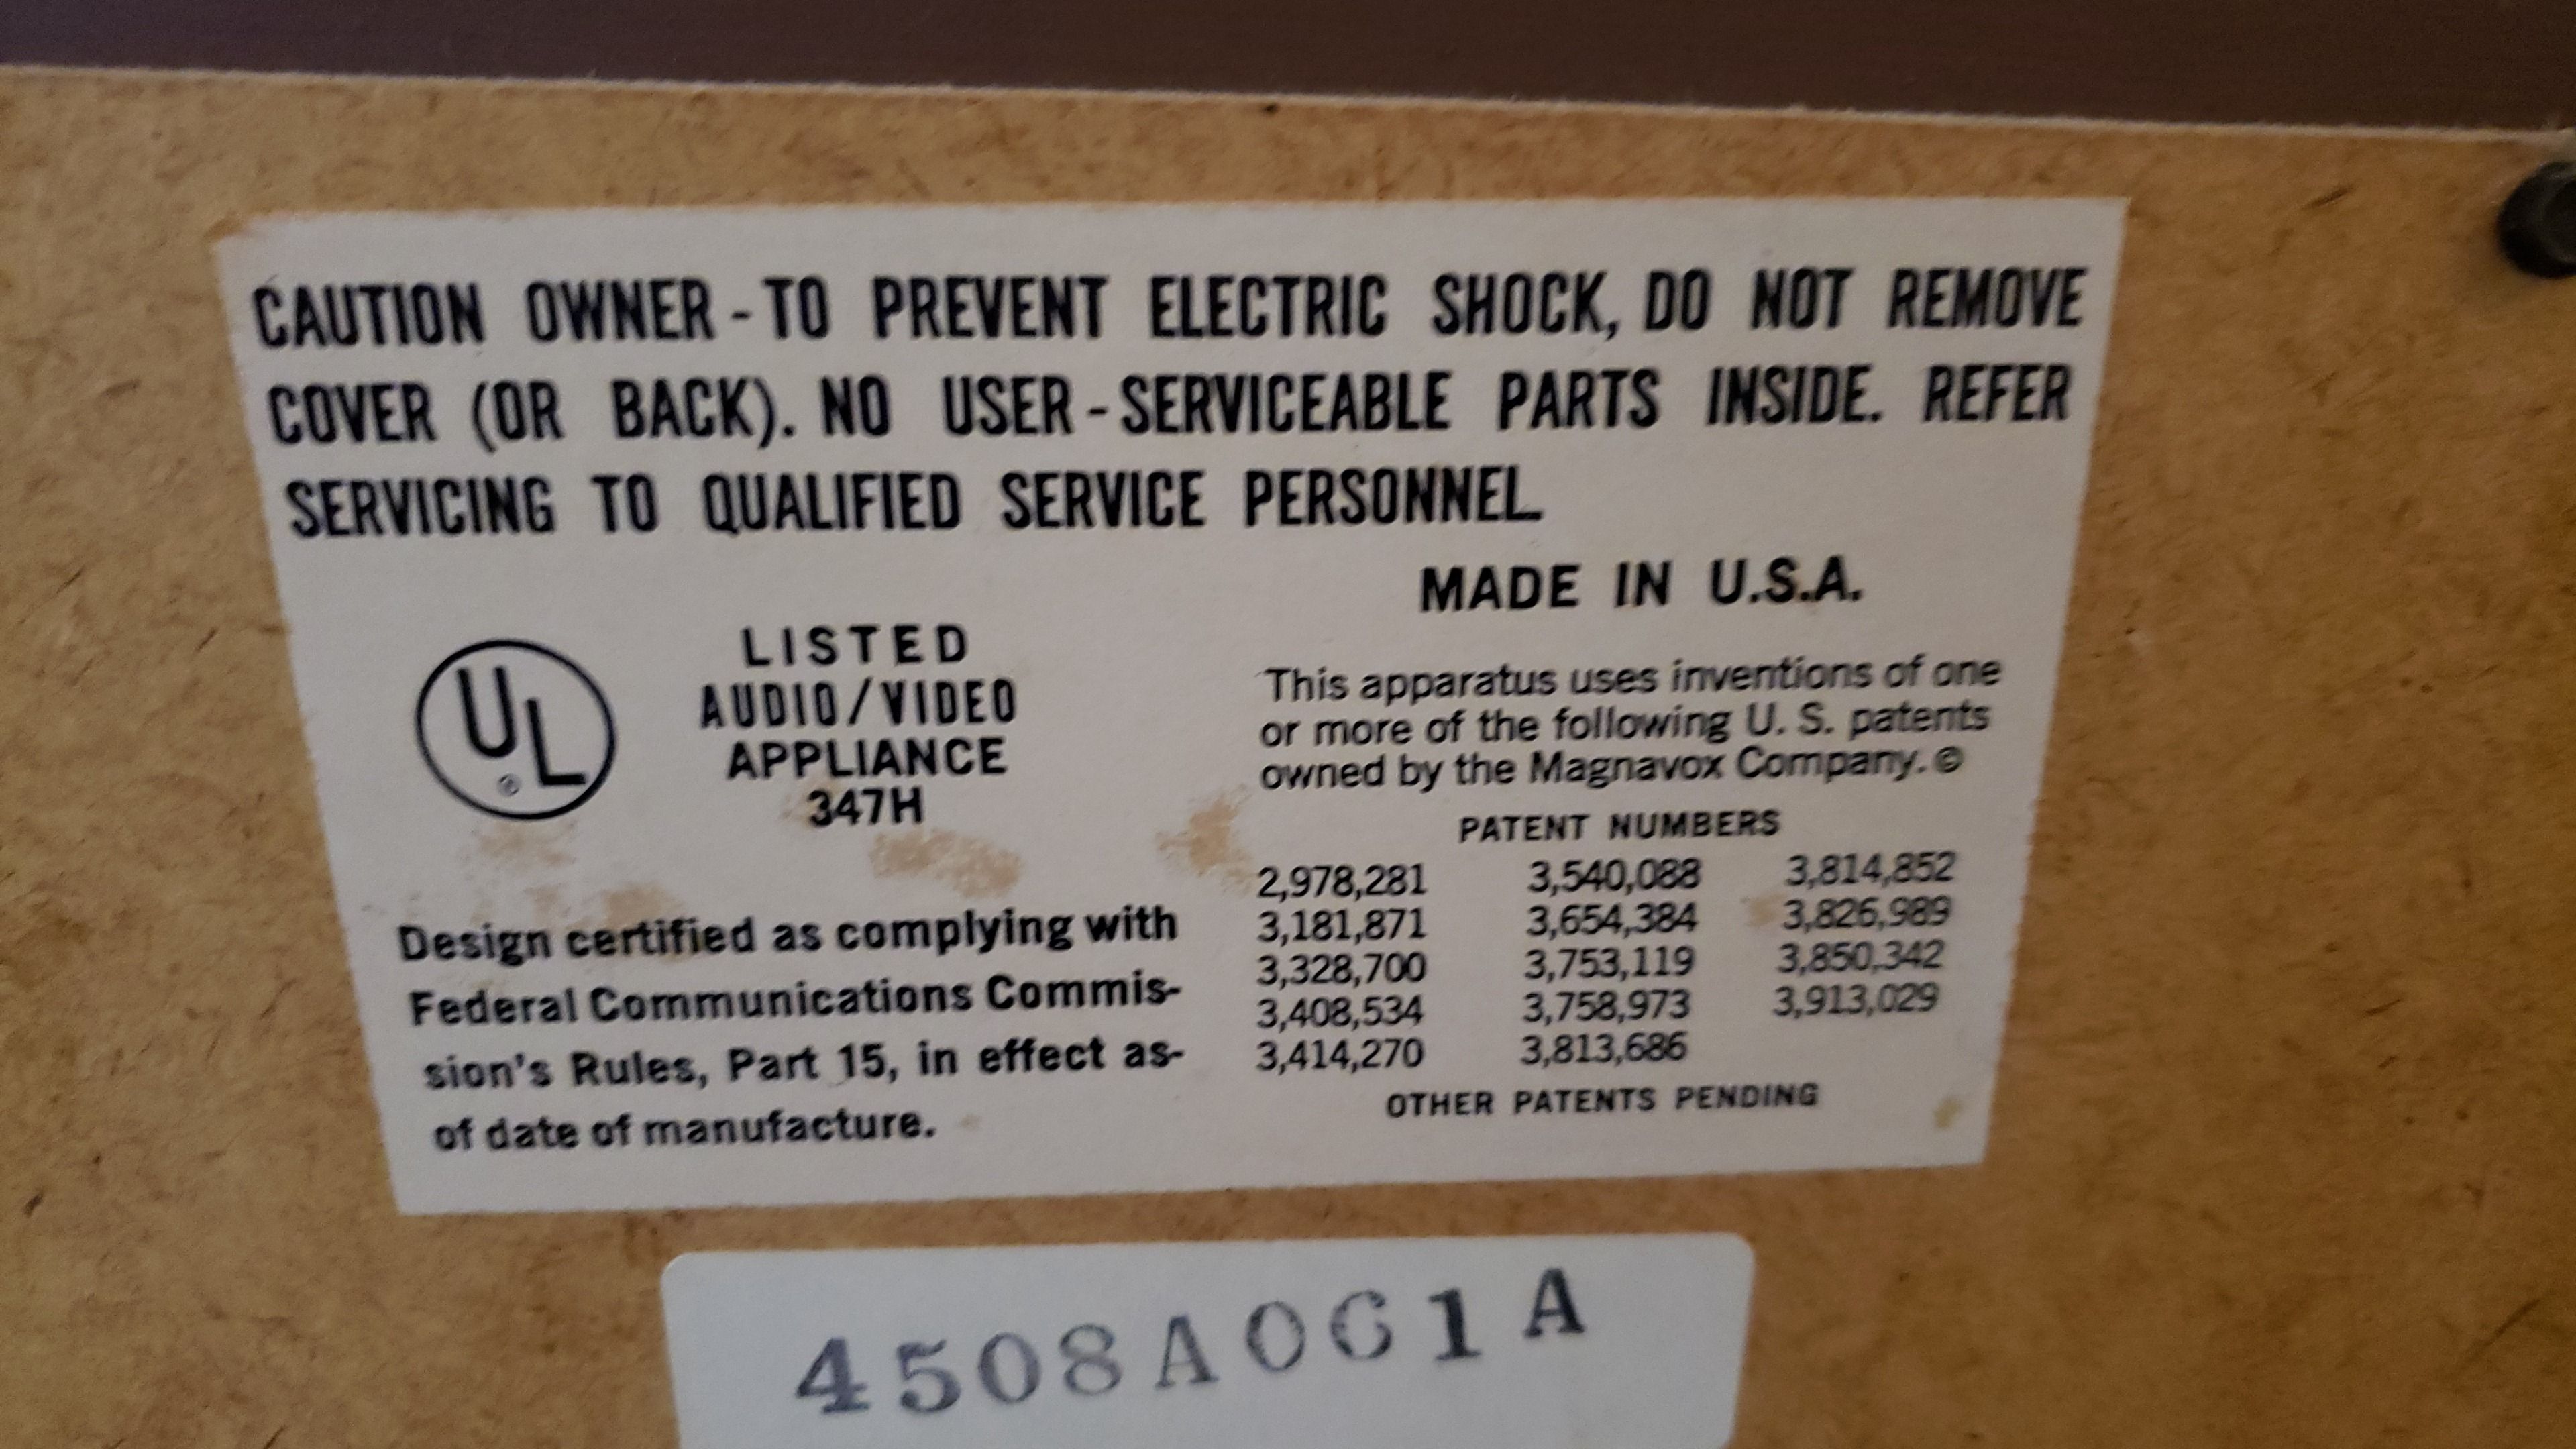 CAUTION OWNER - TO PREVENT ELECTRIC SHOCK, DO NOT REMOVE
COVER (OR BACK). NO USER - SERVICEABLE PARTS INSIDE. REFER
SERVICING TO QUALIFIED SERVICE PERSONNEL.
UL
®
LISTED
AUDIO/VIDEO
APPLIANCE
347H
Design certified as complying with
Federal Communications Commis-
sion's Rules, Part 15, in effect as-
of date of manufacture.
MADE IN U.S.A.
This apparatus uses inventions of one
or more of the following U. S. patents
owned by the Magnavox Company. ©
PATENT NUMBERS
2,978,281 3,540,088 3,814,852
3,181,871 3,654,384 3,826,989
3,328,700 3,753,119 3,850,342
3,408,534 3,758,973 3,913,029
3,414,270 3,813,686
OTHER PATENTS PENDING
4508A0G1A